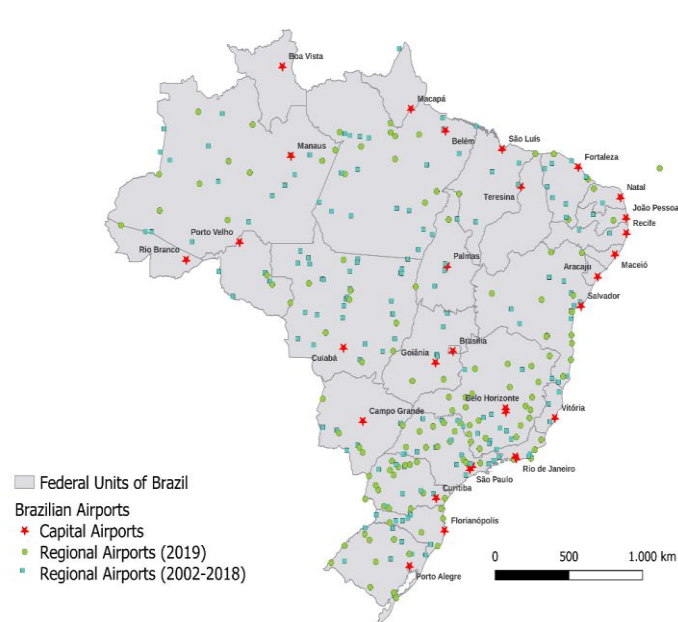 Boa Vista
Macapá
Belém
São Luís
Manaus
Fortaleza
Teresina
Natal
João Pessoa
Recife
Porto Velho
Rio Branco
Palmas
Maceió
Aracaju
Salvador
Brasília
Goiânia
Cuiabá
Belo Horizonte
Campo Grande
Vitória
Rio de Janeiro
São Paulo
Curitiba
Florianópolis
Porto Alegre
Federal Units of Brazil
Brazilian Airports
Capital Airports
Regional Airports (2019)
Regional Airports (2002-2018)
0 500 1.000 km